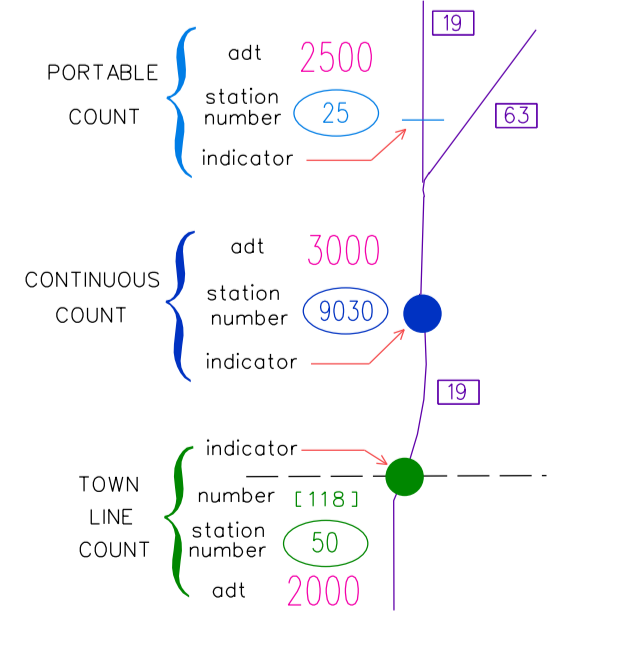 19
adt 2500
PORTABLE
COUNT
station
number 25
63
indicator
adt 3000
CONTINUOUS
COUNT
station
number 9030
indicator
19
indicator
TOWN
LINE
COUNT
number [118]
station
number 50
adt 2000